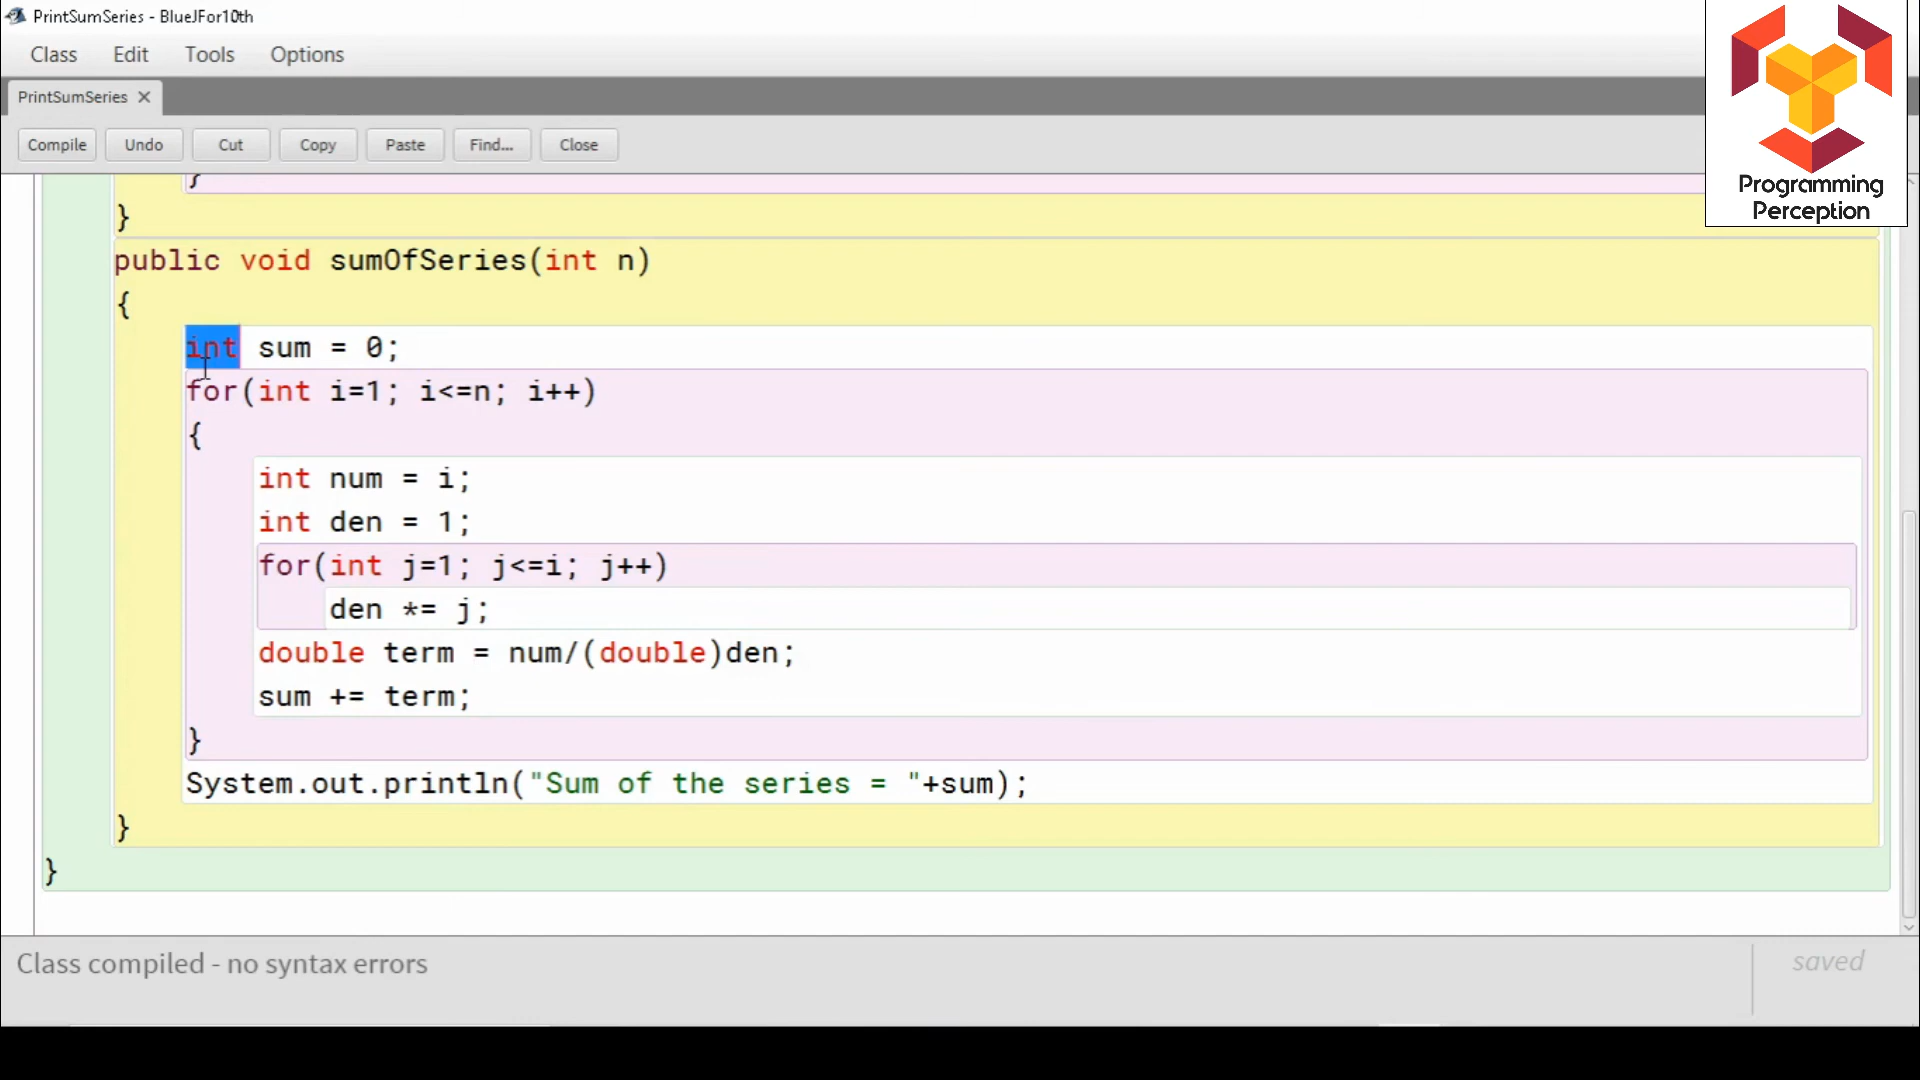 PrintSumSeries - BlueJFor10th
Class Edit Tools Options
PrintSumSeries ✕
Compile Undo Cut Copy Paste Find... Close
Programming
Perception
}
}
public void sumOfSeries(int n)
{
int sum = 0;
for(int i=1; i<=n; i++)
{
int num = i;
int den = 1;
for(int j=1; j<=i; j++)
den *= j;
double term = num/(double)den;
sum += term;
}
System.out.println("Sum of the series = "+sum);
}
}
Class compiled - no syntax errors
saved